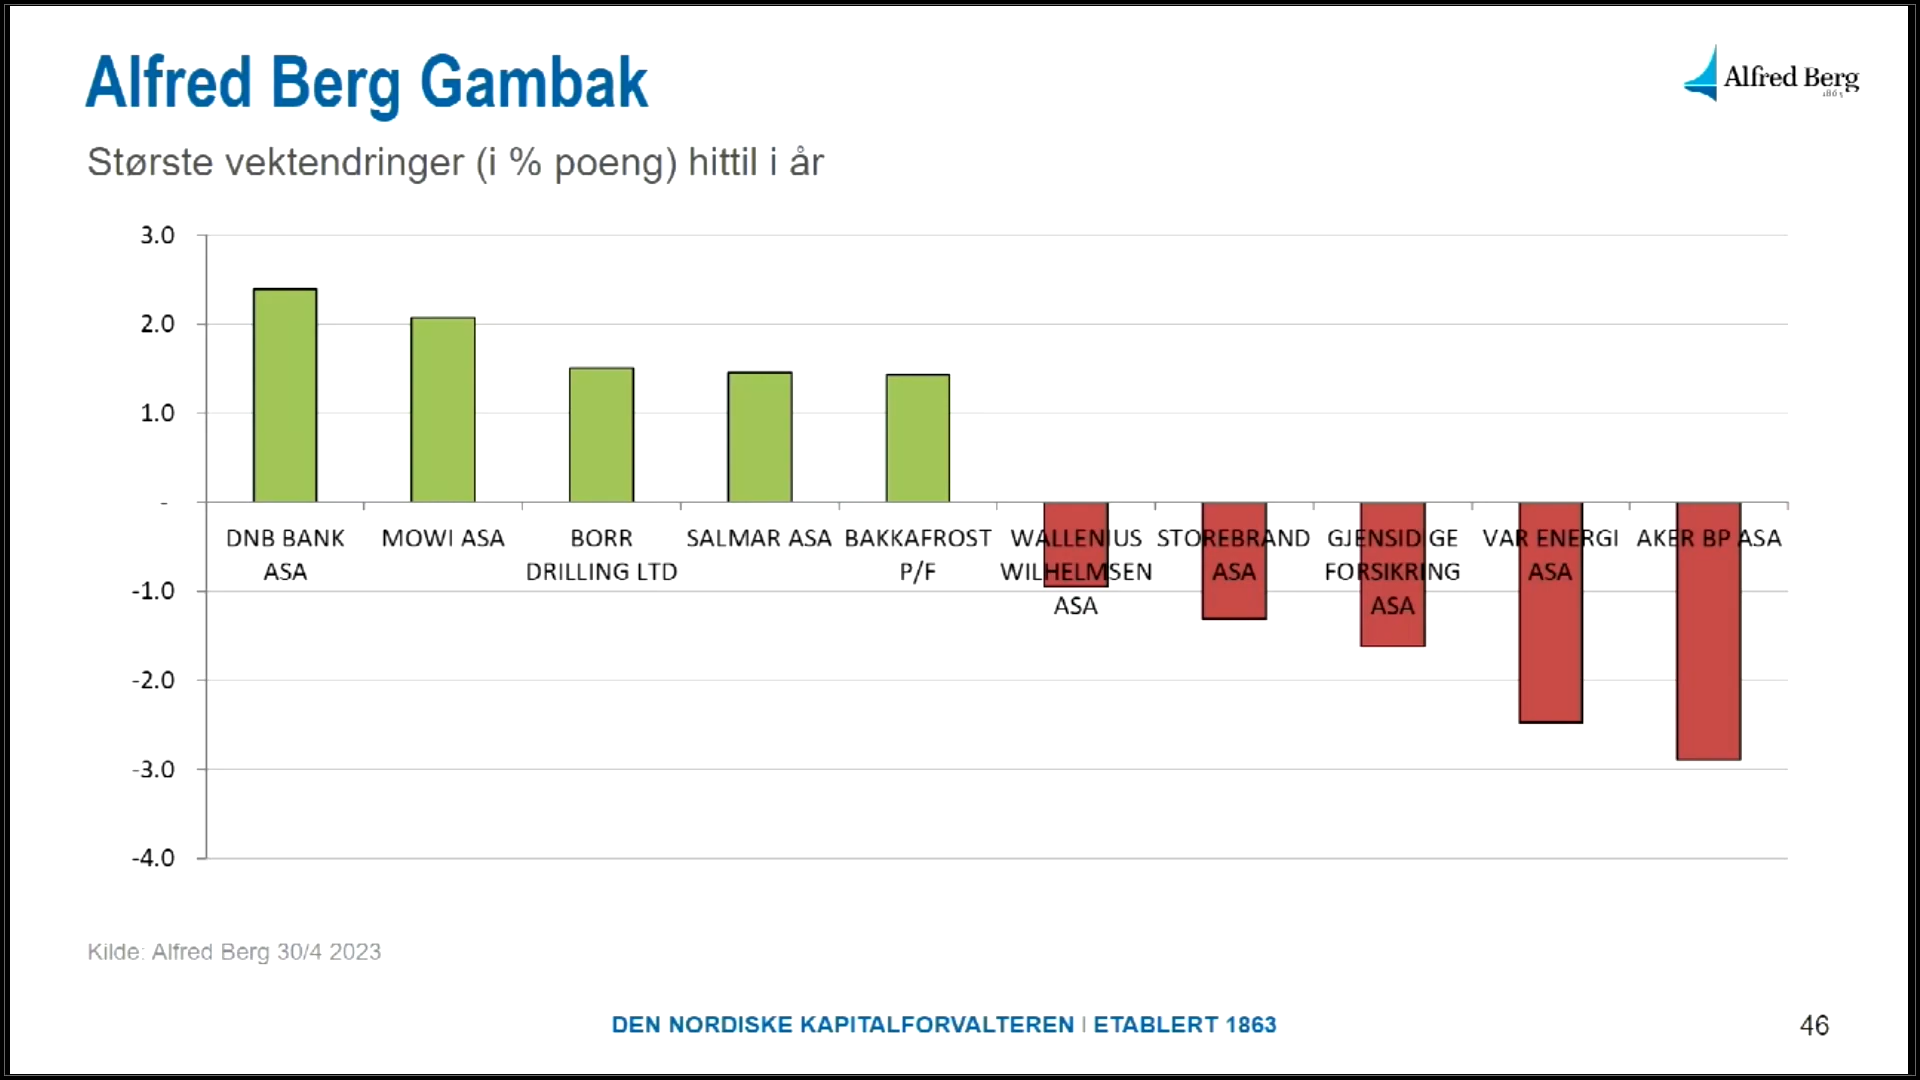 Alfred Berg Gambak
Alfred Berg
1863
Største vektendringer (i % poeng) hittil i år
3.0
2.0
1.0
-
-1.0
-2.0
-3.0
-4.0
DNB BANK
ASA
MOWI ASA
BORR
DRILLING LTD
SALMAR ASA
BAKKAFROST
P/F
WALLENIUS
WILHELMSEN
ASA
STOREBRAND
ASA
GJENSIDIGE
FORSIKRING
ASA
VAR ENERGI
ASA
AKER BP ASA
Kilde: Alfred Berg 30/4 2023
DEN NORDISKE KAPITALFORVALTEREN | ETABLERT 1863
46